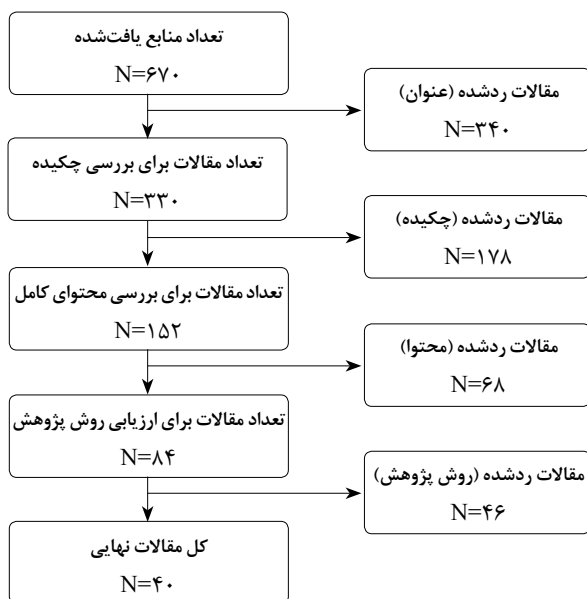 تعداد منابع یافت‌شده
N=۶۷۰
مقالات ردشده (عنوان)
N=۳۴۰
تعداد مقالات برای بررسی چکیده
N=۳۳۰
مقالات ردشده (چکیده)
N=۱۷۸
تعداد مقالات برای بررسی محتوای کامل
N=۱۵۲
مقالات ردشده (محتوا)
N=۶۸
تعداد مقالات برای ارزیابی روش پژوهش
N=۸۴
مقالات ردشده (روش پژوهش)
N=۴۶
کل مقالات نهایی
N=۴۰